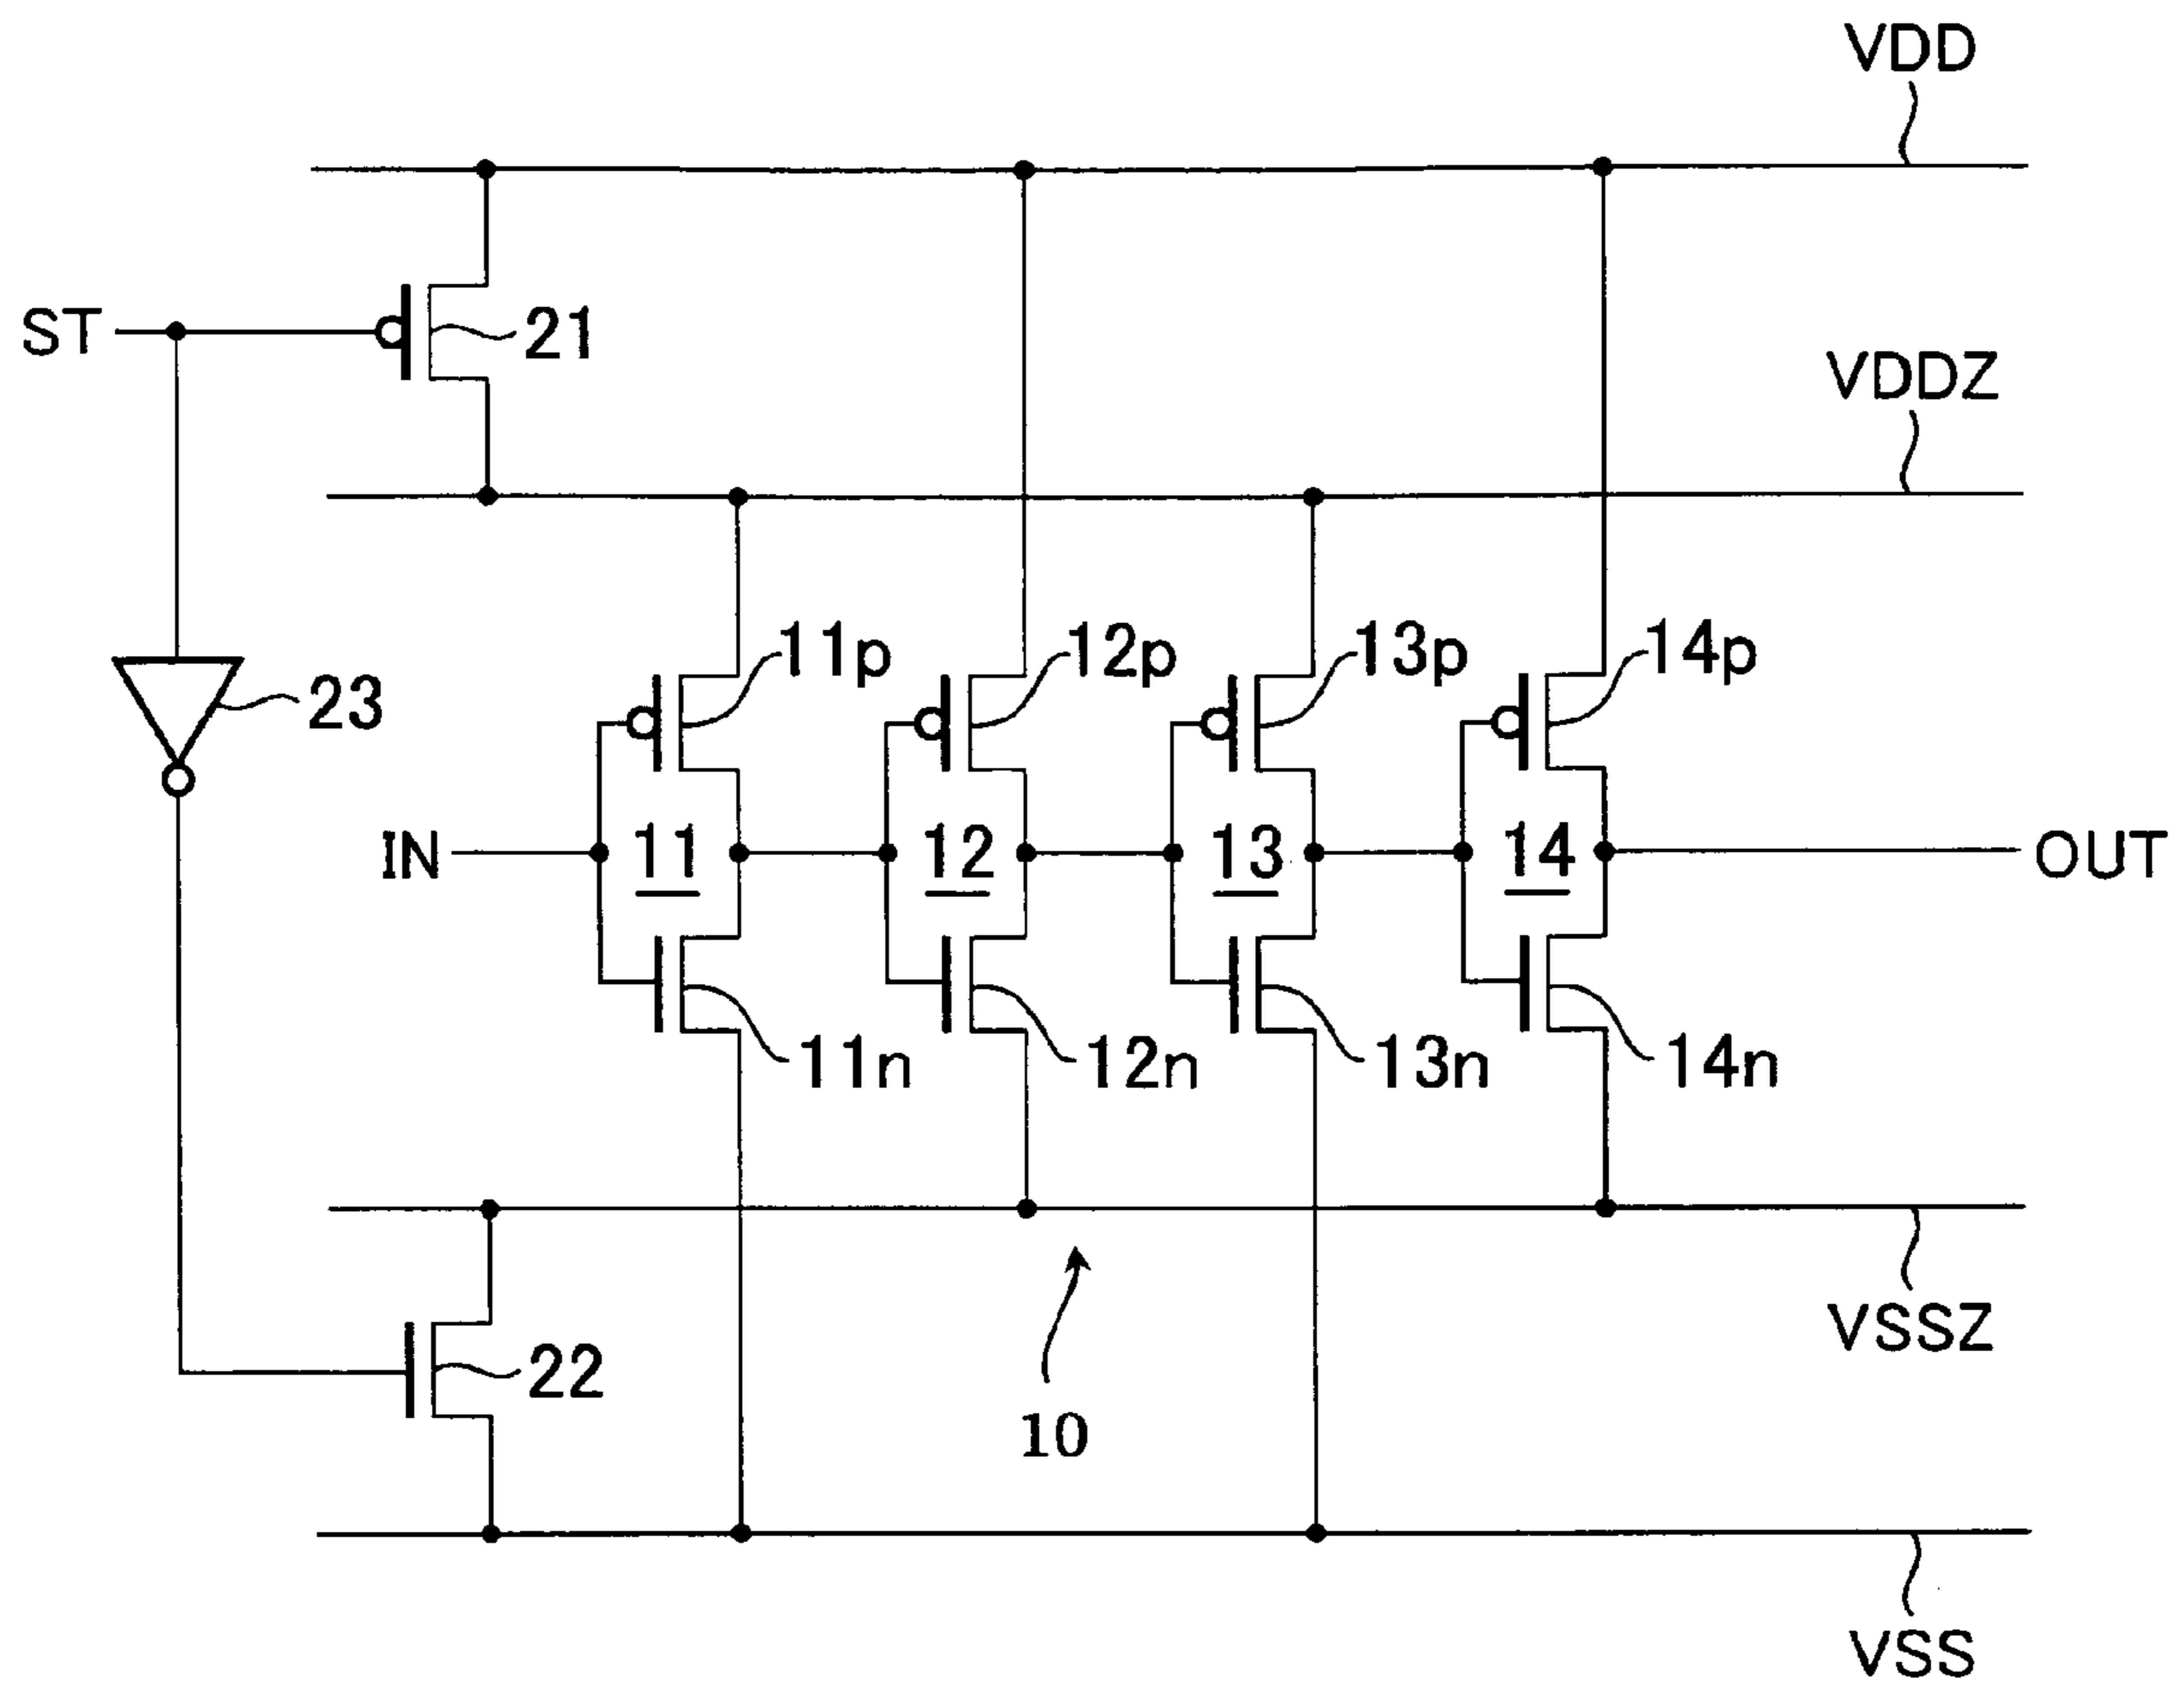 VDD
ST
21
VDDZ
11p
12p
13p
14p
23
IN
11
12
13
14
OUT
11n
12n
13n
14n
VSSZ
22
10
VSS